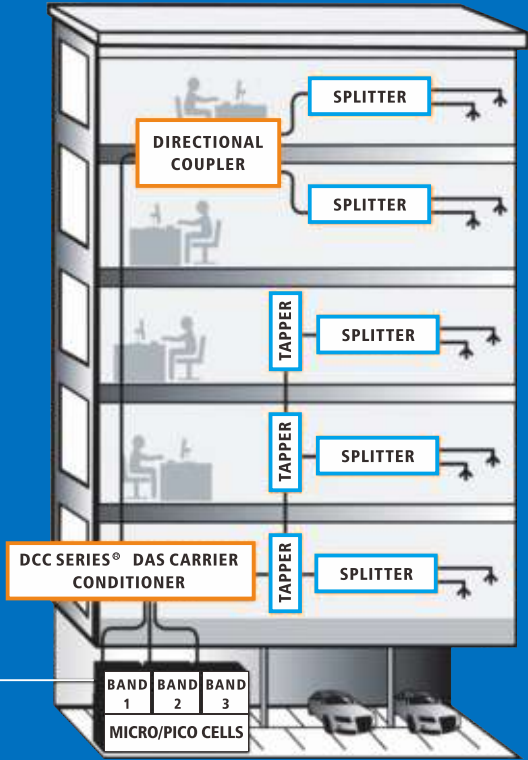 SPLITTER
DIRECTIONAL
COUPLER
SPLITTER
TAPPER
SPLITTER
TAPPER
SPLITTER
DCC SERIES® DAS CARRIER
CONDITIONER
TAPPER
SPLITTER
BAND BAND BAND
1 2 3
MICRO/PICO CELLS